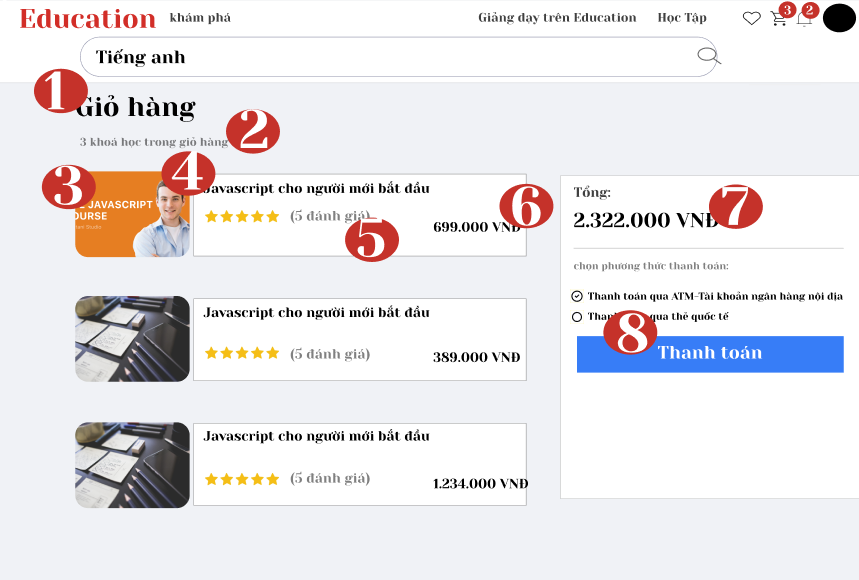 Education khám phá Giảng dạy trên Education Học Tập 3 2
Tiếng anh
1
Giỏ hàng
3 khoá học trong giỏ hàng 2
3 4
JAVASCRIPT
Javascript cho người mới bắt đầu
(5 đánh giá)
5
699.000 VNĐ
6
Javascript cho người mới bắt đầu
(5 đánh giá)
389.000 VNĐ
Javascript cho người mới bắt đầu
(5 đánh giá)
1.234.000 VNĐ
Tổng:
2.322.000 VNĐ 7
chọn phương thức thanh toán:
Thanh toán qua ATM-Tài khoản ngân hàng nội địa
qua thẻ quốc tế
8
Thanh toán